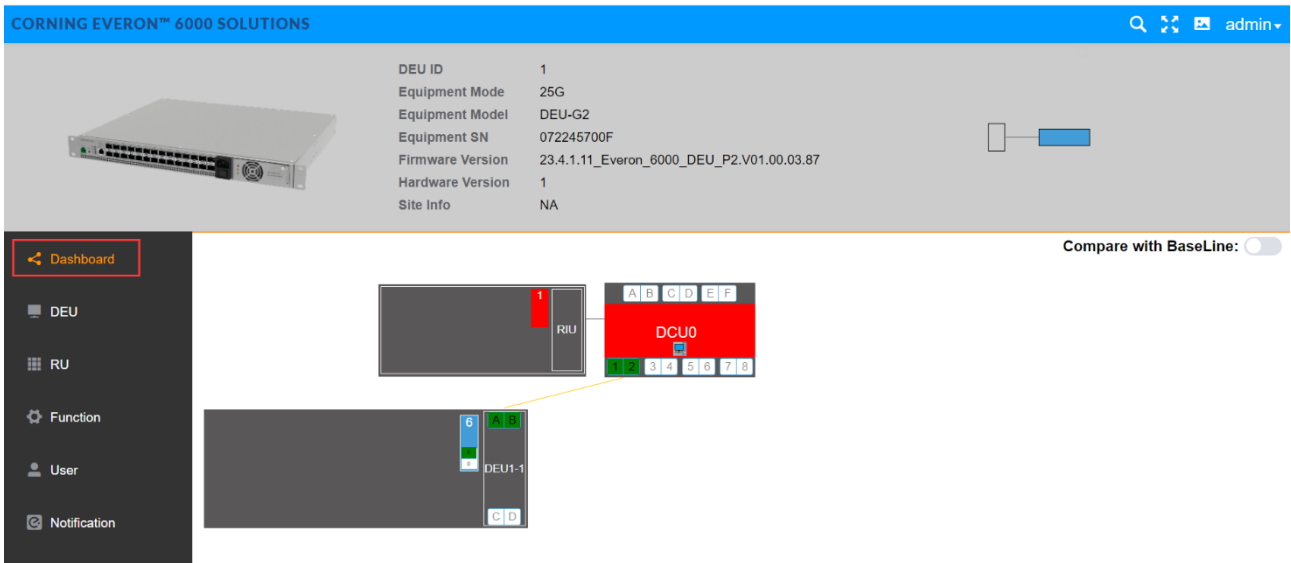 CORNING EVERON™ 6000 SOLUTIONS
admin
DEU ID 1
Equipment Mode 25G
Equipment Model DEU-G2
Equipment SN 072245700F
Firmware Version 23.4.1.11_Everon_6000_DEU_P2.V01.00.03.87
Hardware Version 1
Site Info NA
Compare with BaseLine:
Dashboard
DEU
RU
Function
User
Notification
1
RIU
A B C D E F
DCU0
1 2 3 4 5 6 7 8
6
A B
DEU1-1
C D